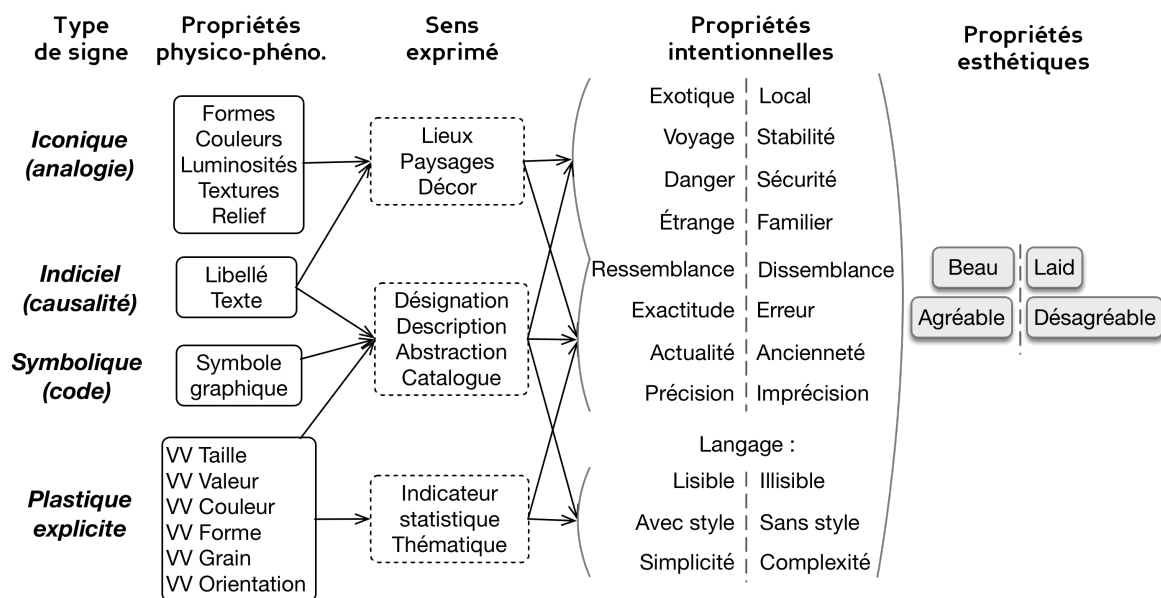 Type
de signe
Propriétés
physico-phéno.
Sens
exprimé
Propriétés
intentionnelles
Propriétés
esthétiques
Iconique
(analogie)
Formes
Couleurs
Luminosités
Textures
Relief
Lieux
Paysages
Décor
Exotique Local
Voyage Stabilité
Danger Sécurité
Étrange Familier
Indiciel
(causalité)
Libellé
Texte
Désignation
Description
Abstraction
Catalogue
Ressemblance Dissemblance
Exactitude Erreur
Actualité Ancienneté
Précision Imprécision
Beau Laid
Agréable Désagréable
Symbolique
(code)
Symbole
graphique
Plastique
explicite
VV Taille
VV Valeur
VV Couleur
VV Forme
VV Grain
VV Orientation
Indicateur
statistique
Thématique
Langage :
Lisible Illisible
Avec style Sans style
Simplicité Complexité